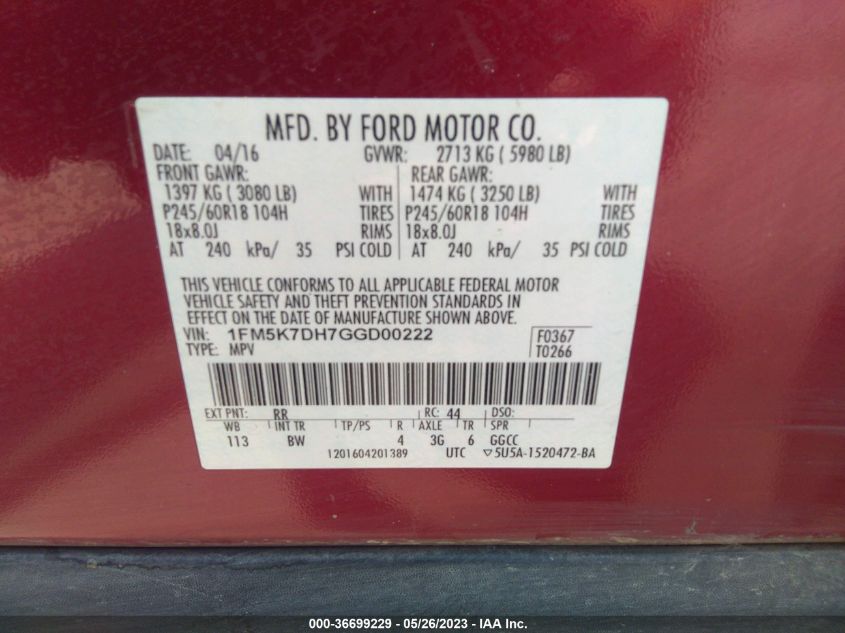 MFD. BY FORD MOTOR CO.
DATE: 04/16 GVWR: 2713 KG ( 5980 LB)
FRONT GAWR: REAR GAWR:
1397 KG ( 3080 LB) WITH 1474 KG ( 3250 LB) WITH
P245/60R18 104H TIRES P245/60R18 104H TIRES
18x8.0J RIMS 18x8.0J RIMS
AT 240 kPa/ 35 PSI COLD AT 240 kPa/ 35 PSI COLD
THIS VEHICLE CONFORMS TO ALL APPLICABLE FEDERAL MOTOR
VEHICLE SAFETY AND THEFT PREVENTION STANDARDS IN
EFFECT ON THE DATE OF MANUFACTURE SHOWN ABOVE.
VIN: 1FM5K7DH7GGD00222 F0367
TYPE: MPV T0266
EXT PNT: RR RC: 44 DSO:
WB INT TR TP/PS R AXLE TR SPR
113 BW 4 3G 6 GGCC
1201604201389 UTC ▽5U5A-1520472-BA
000-36699229 - 05/26/2023 - IAA, Inc.